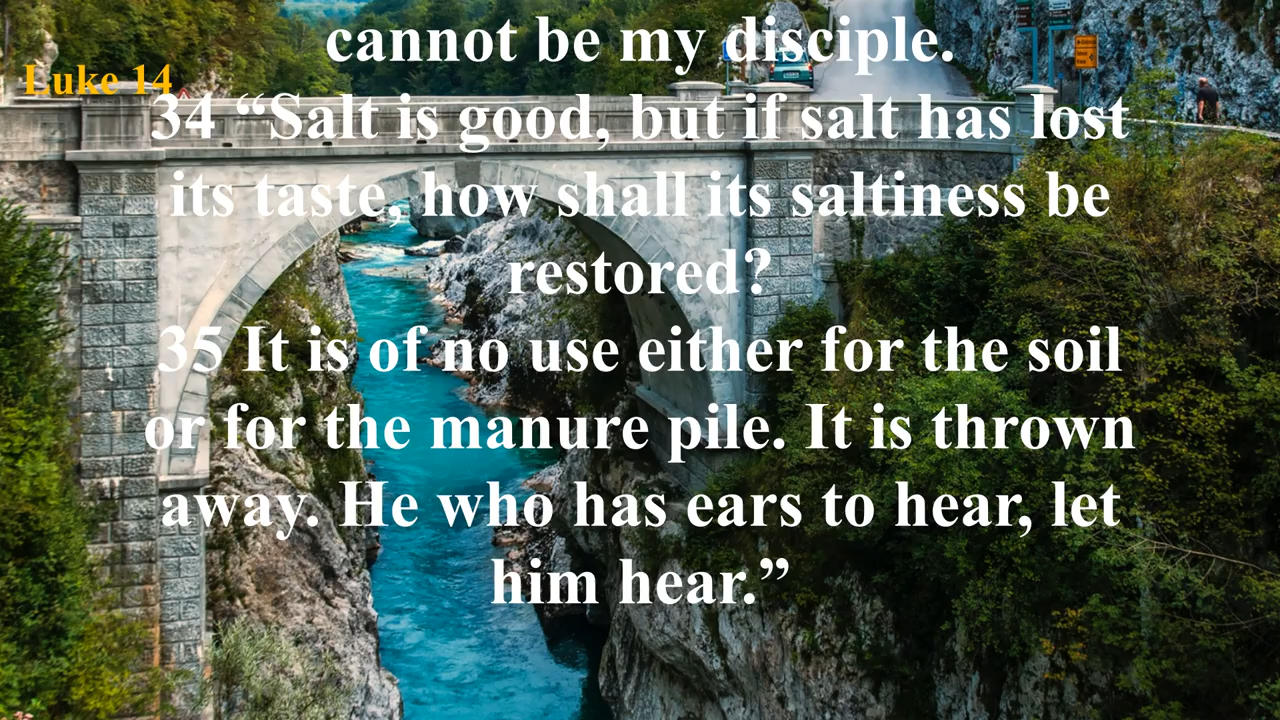 cannot be my disciple.
Luke 14
34 “Salt is good, but if salt has lost
its taste, how shall its saltiness be
restored?
35 It is of no use either for the soil
or for the manure pile. It is thrown
away. He who has ears to hear, let
him hear.”